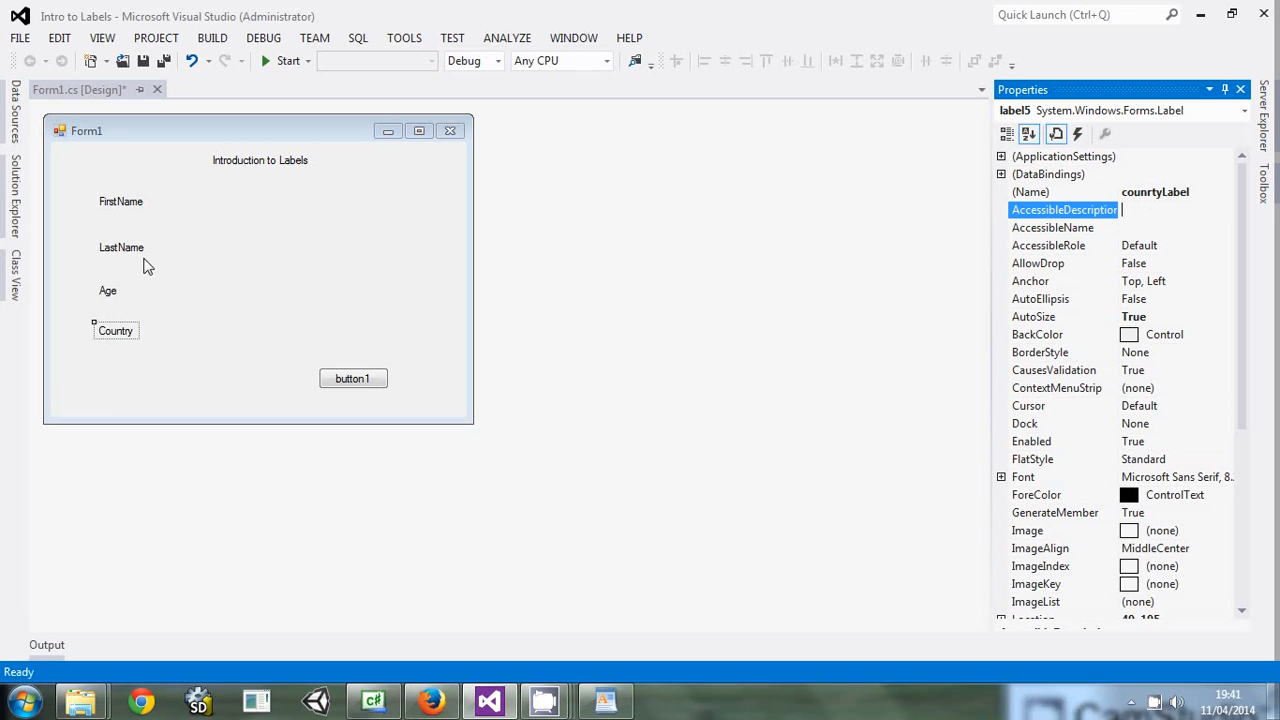 Intro to Labels - Microsoft Visual Studio (Administrator)
Quick Launch (Ctrl+Q)
FILE EDIT VIEW PROJECT BUILD DEBUG TEAM SQL TOOLS TEST ANALYZE WINDOW HELP
Start Debug Any CPU
Form1.cs [Design]*
Data Sources
Solution Explorer
Class View
Form1
Introduction to Labels
FirstName
LastName
Age
Country
button1
Properties
label5 System.Windows.Forms.Label
(ApplicationSettings)
(DataBindings)
(Name) counrtyLabel
AccessibleDescription
AccessibleName
AccessibleRole Default
AllowDrop False
Anchor Top, Left
AutoEllipsis False
AutoSize True
BackColor Control
BorderStyle None
CausesValidation True
ContextMenuStrip (none)
Cursor Default
Dock None
Enabled True
FlatStyle Standard
Font Microsoft Sans Serif, 8.
ForeColor ControlText
GenerateMember True
Image (none)
ImageAlign MiddleCenter
ImageIndex (none)
ImageKey (none)
ImageList (none)
Server Explorer
Toolbox
Output
Ready
SD
C#
19:41
11/04/2014